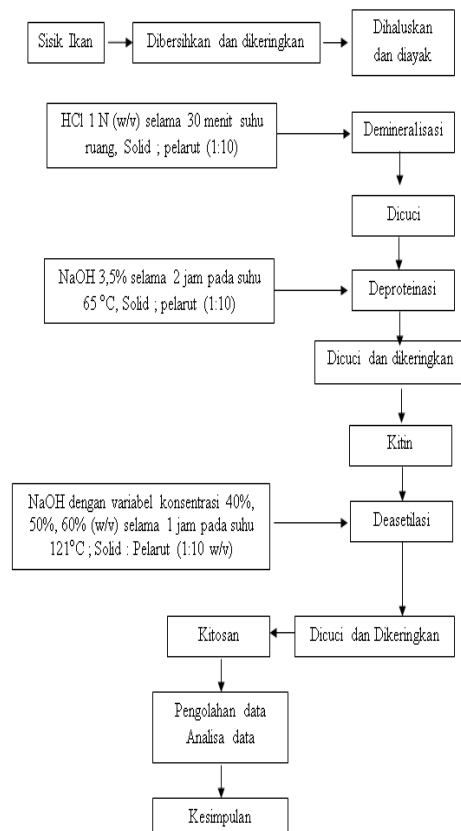 Sisik Ikan
Dibersihkan dan dikeringkan
Dihaluskan
dan diayak
HCl 1 N (w/v) selama 30 menit suhu
ruang, Solid ; pelarut (1:10)
Demineralisasi
Dicuci
NaOH 3,5% selama 2 jam pada suhu
65 °C, Solid ; pelarut (1:10)
Deproteinasi
Dicuci dan dikeringkan
Kitin
NaOH dengan variabel konsentrasi 40%,
50%, 60% (w/v) selama 1 jam pada suhu
121°C ; Solid : Pelarut (1:10 w/v)
Deasetilasi
Kitosan
Dicuci dan Dikeringkan
Pengolahan data
Analisa data
Kesimpulan